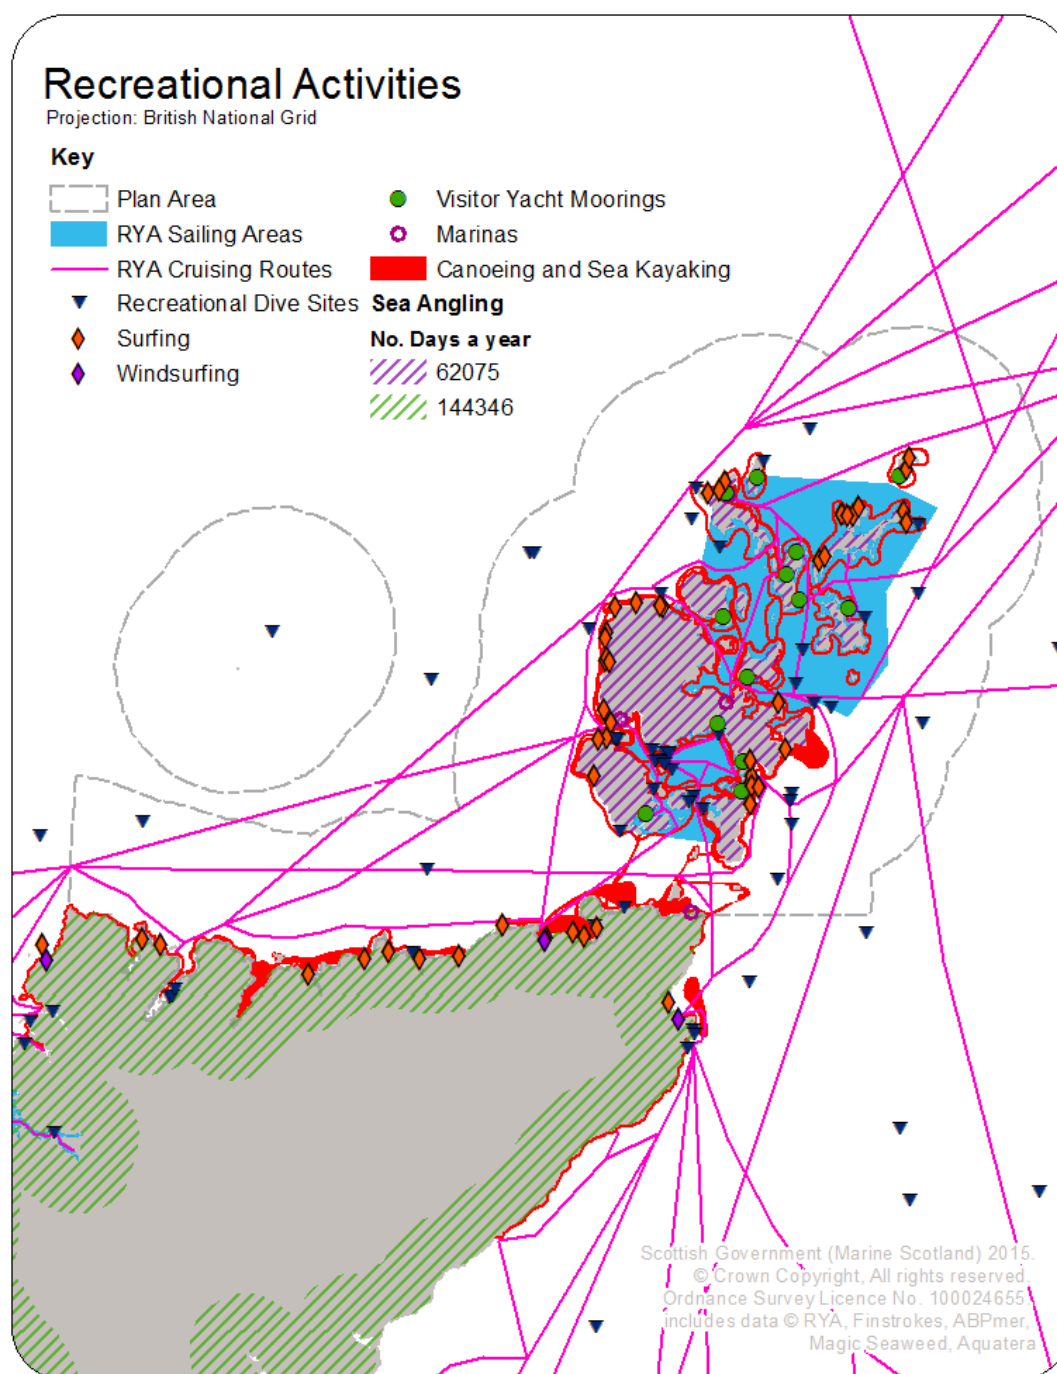 Recreational Activities
Projection: British National Grid
Key
Plan Area
RYA Sailing Areas
RYA Cruising Routes
Recreational Dive Sites
Surfing
Windsurfing
Visitor Yacht Moorings
Marinas
Canoeing and Sea Kayaking
Sea Angling
No. Days a year
62075
144346
Scottish Government (Marine Scotland) 2015.
© Crown Copyright, All rights reserved.
Ordnance Survey Licence No. 100024655.
includes data © RYA, Finstrokes, ABPmer,
Magic Seaweed, Aquatera